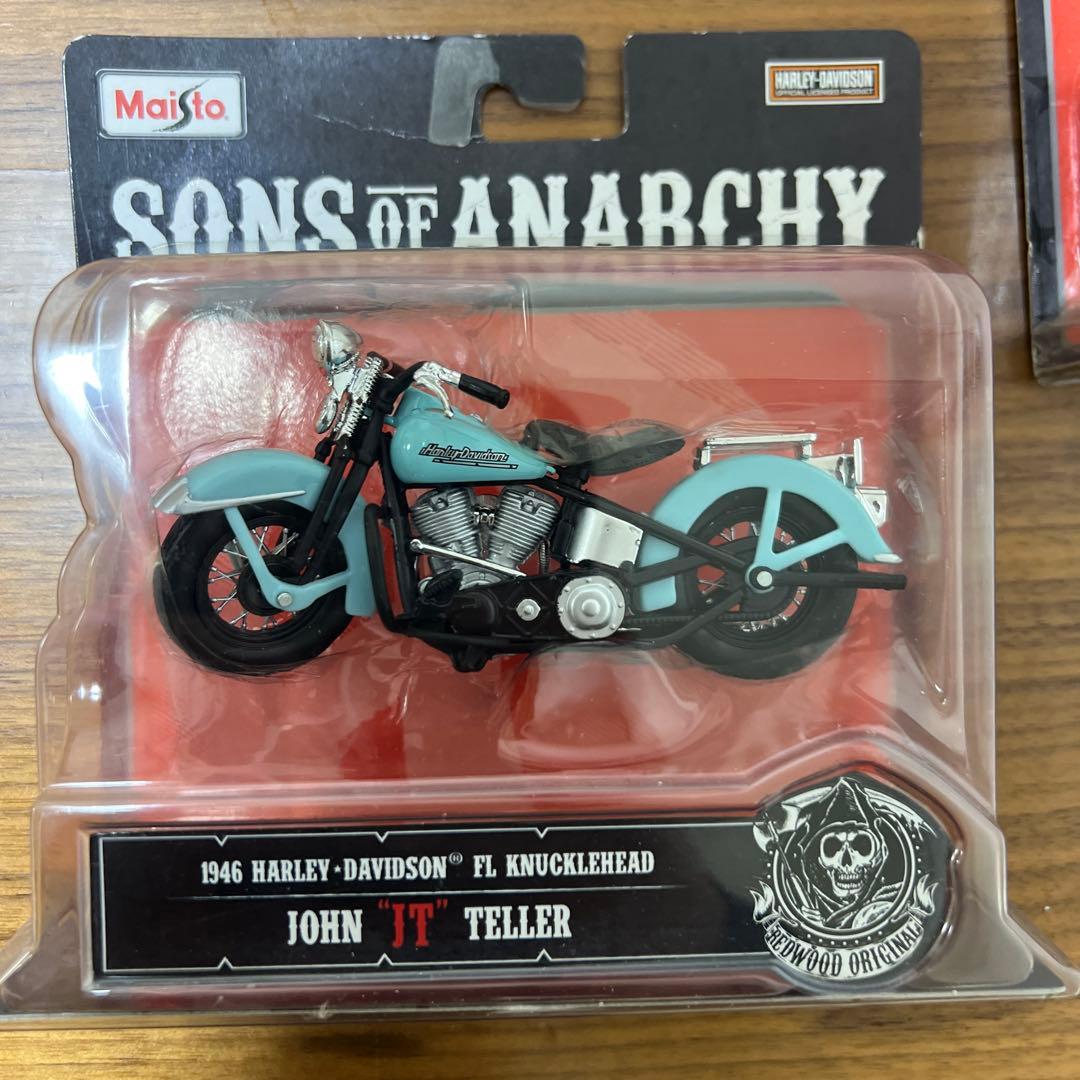 Maisto
HARLEY-DAVIDSON
OFFICIAL LICENSED PRODUCT
SONS OF ANARCHY
Harley-Davidson
1946 HARLEY-DAVIDSON® FL KNUCKLEHEAD
JOHN "JT" TELLER
REDWOOD ORIGINAL